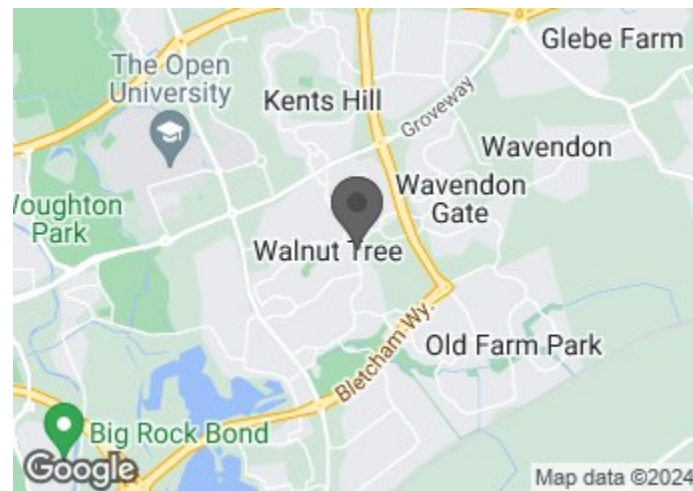 Glebe Farm
The Open
University
Kents Hill
Groveway
Wavendon
Wavendon
Gate
Woughton
Park
Walnut Tree
Bletcham Wy.
Old Farm Park
Big Rock Bond
Google
Map data ©2024